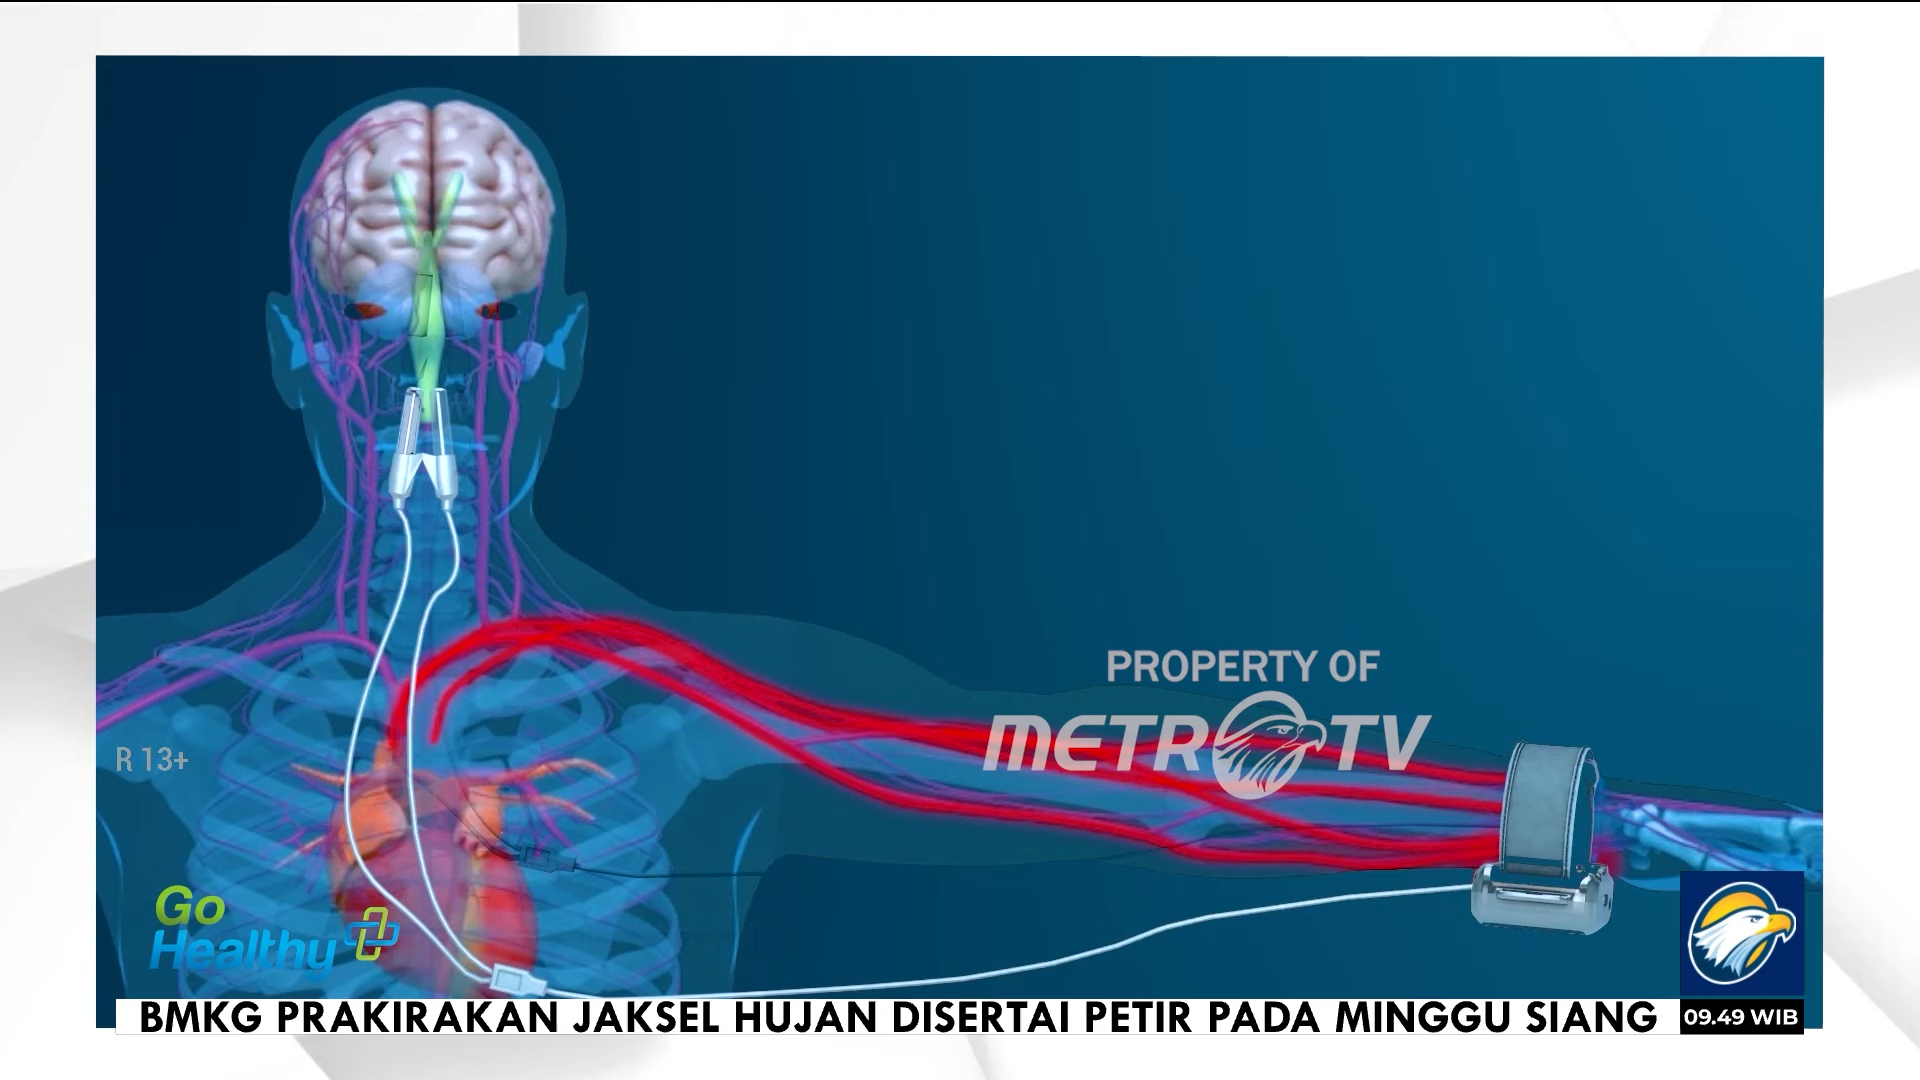 PROPERTY OF
METRO TV
R 13+
Go
Healthy
BMKG PRAKIRAKAN JAKSEL HUJAN DISERTAI PETIR PADA MINGGU SIANG
09.49 WIB